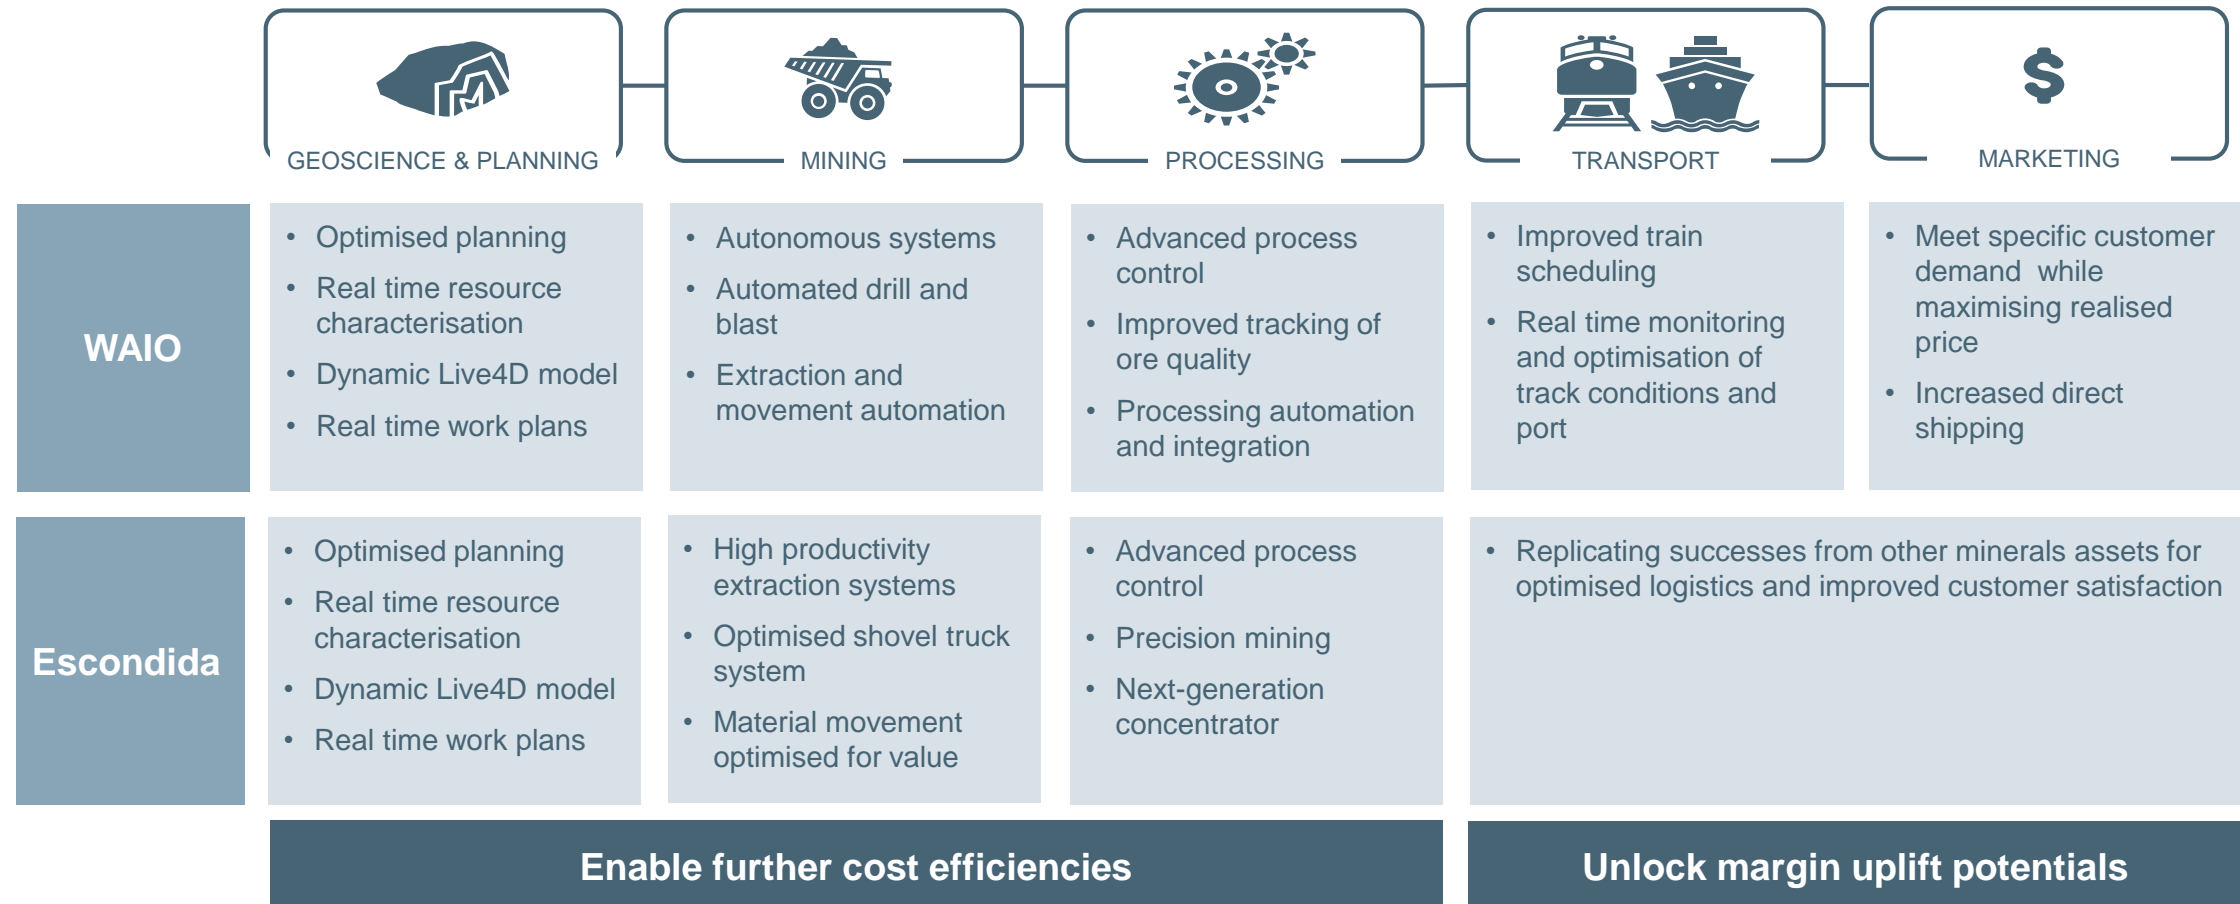 GEOSCIENCE & PLANNING
MINING
PROCESSING
TRANSPORT
MARKETING
WAIO
• Optimised planning
• Real time resource
characterisation
• Dynamic Live4D model
• Real time work plans
• Autonomous systems
• Automated drill and
blast
• Extraction and
movement automation
• Advanced process
control
• Improved tracking of
ore quality
• Processing automation
and integration
• Improved train
scheduling
• Real time monitoring
and optimisation of
track conditions and
port
• Meet specific customer
demand  while
maximising realised
price
• Increased direct
shipping
Escondida
• Optimised planning
• Real time resource
characterisation
• Dynamic Live4D model
• Real time work plans
• High productivity
extraction systems
• Optimised shovel truck
system
• Material movement
optimised for value
• Advanced process
control
• Precision mining
• Next-generation
concentrator
• Replicating successes from other minerals assets for
optimised logistics and improved customer satisfaction
Enable further cost efficiencies
Unlock margin uplift potentials